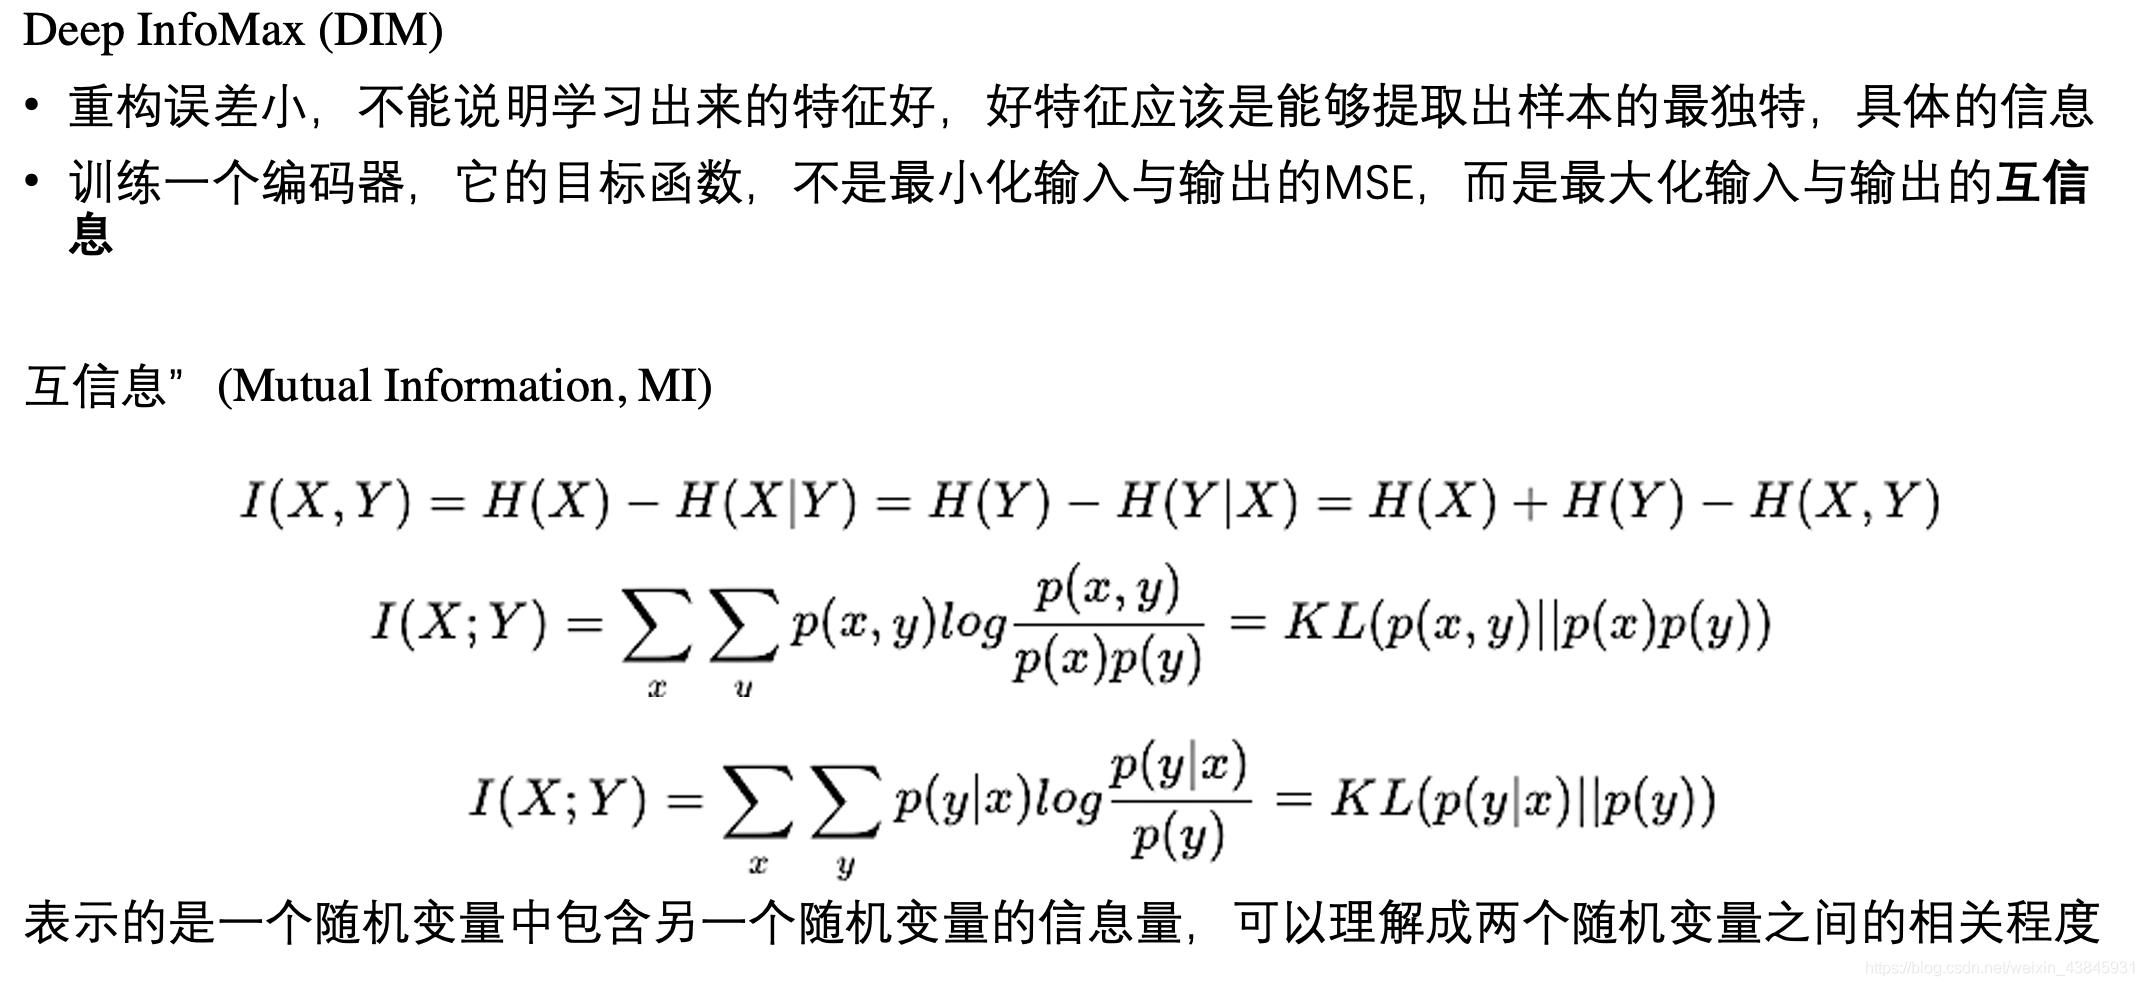 Deep InfoMax (DIM)
• 重构误差小，不能说明学习出来的特征好，好特征应该是能够提取出样本的最独特，具体的信息
• 训练一个编码器，它的目标函数，不是最小化输入与输出的MSE，而是最大化输入与输出的互信
息
互信息” (Mutual Information, MI)
I(X,Y) = H(X) − H(X|Y) = H(Y) − H(Y|X) = H(X) + H(Y) − H(X,Y)
I(X;Y) = ∑_x ∑_y p(x,y)log \frac{p(x,y)}{p(x)p(y)} = KL(p(x,y)||p(x)p(y))
I(X;Y) = ∑_x ∑_y p(y|x)log \frac{p(y|x)}{p(y)} = KL(p(y|x)||p(y))
表示的是一个随机变量中包含另一个随机变量的信息量，可以理解成两个随机变量之间的相关程度
https://blog.csdn.net/weixin_43845931